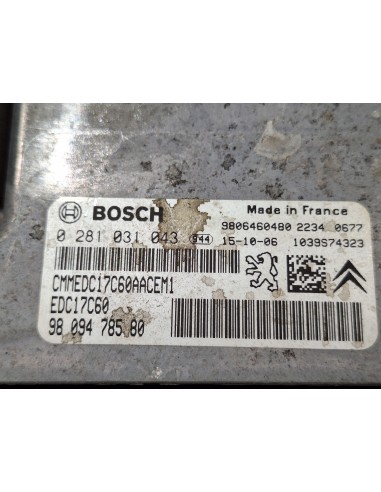 BOSCH
Made in France
9806460480 2234 0677
0 281 031 043 944 15-10-06 1039S74323
CMMEDC17C60AACEM1
EDC17C60
98 094 785 80